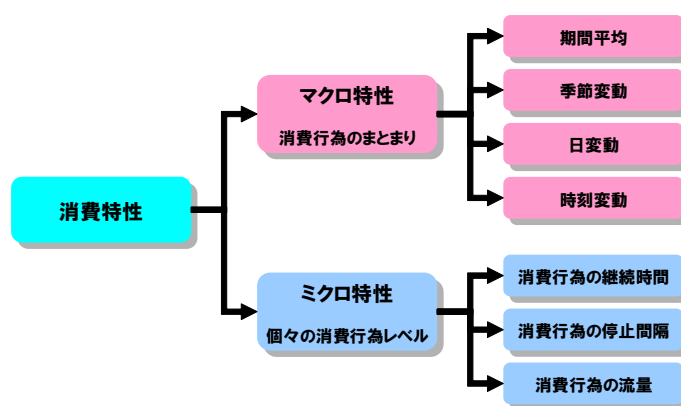 消費特性
マクロ特性
消費行為のまとまり
期間平均
季節変動
日変動
時刻変動
ミクロ特性
個々の消費行為レベル
消費行為の継続時間
消費行為の停止間隔
消費行為の流量